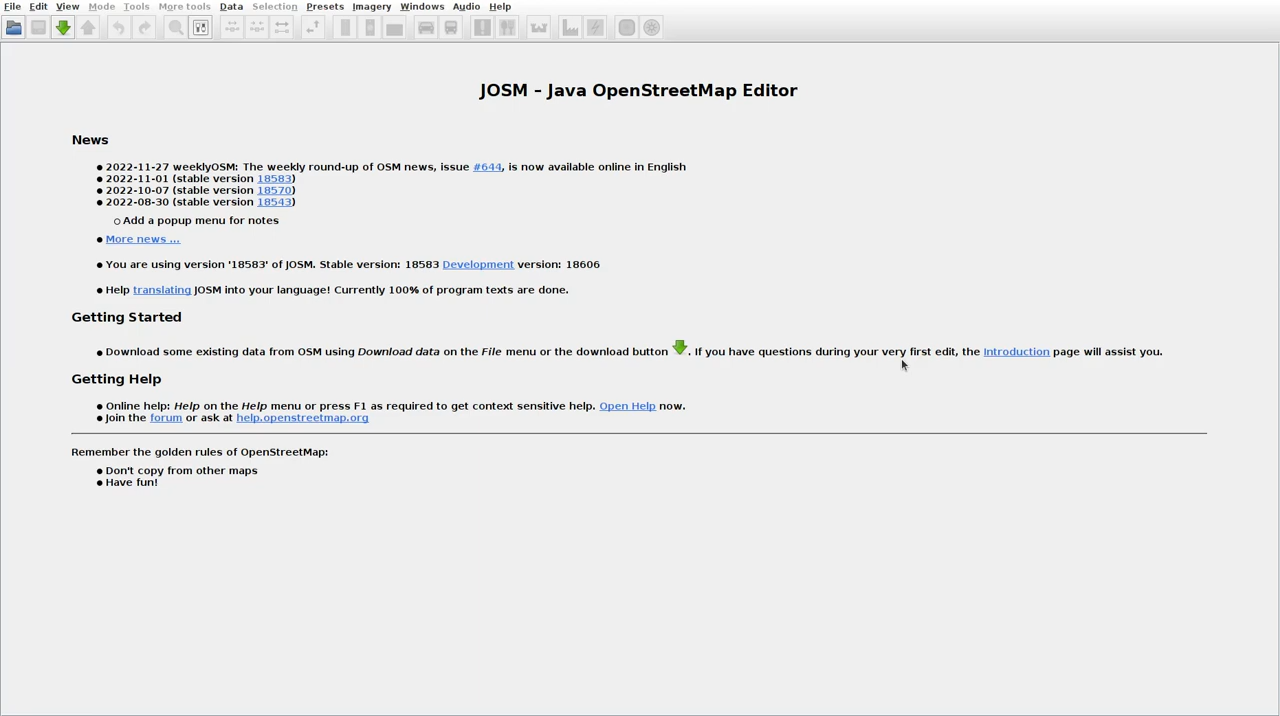 File Edit View Mode Tools More tools Data Selection Presets Imagery Windows Audio Help
JOSM – Java OpenStreetMap Editor
News
● 2022-11-27 weeklyOSM: The weekly round-up of OSM news, issue #644, is now available online in English
● 2022-11-01 (stable version 18583)
● 2022-10-07 (stable version 18570)
● 2022-08-30 (stable version 18543)
○ Add a popup menu for notes
● More news ...
● You are using version '18583' of JOSM. Stable version: 18583 Development version: 18606
● Help translating JOSM into your language! Currently 100% of program texts are done.
Getting Started
● Download some existing data from OSM using Download data on the File menu or the download button . If you have questions during your very first edit, the Introduction page will assist you.
Getting Help
● Online help: Help on the Help menu or press F1 as required to get context sensitive help. Open Help now.
● Join the forum or ask at help.openstreetmap.org
Remember the golden rules of OpenStreetMap:
● Don't copy from other maps
● Have fun!